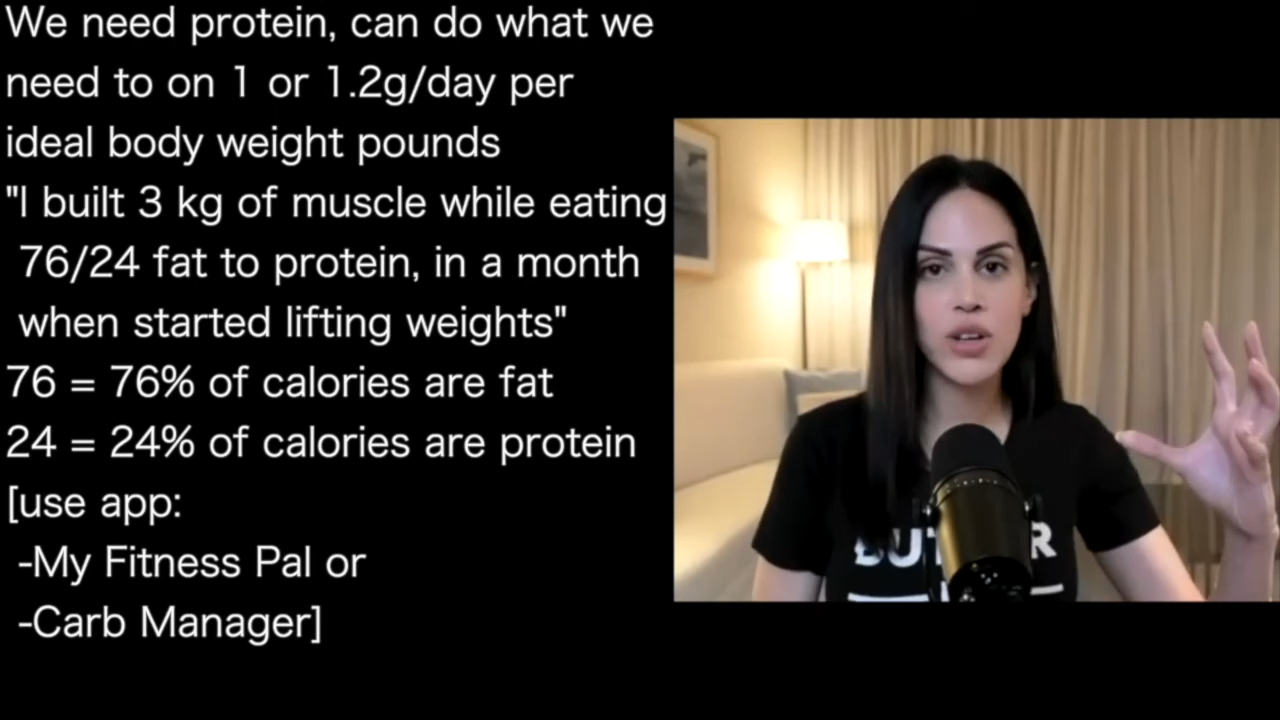 We need protein, can do what we
need to on 1 or 1.2g/day per
ideal body weight pounds
"I built 3 kg of muscle while eating
76/24 fat to protein, in a month
when started lifting weights"
76 = 76% of calories are fat
24 = 24% of calories are protein
[use app:
-My Fitness Pal or
-Carb Manager]